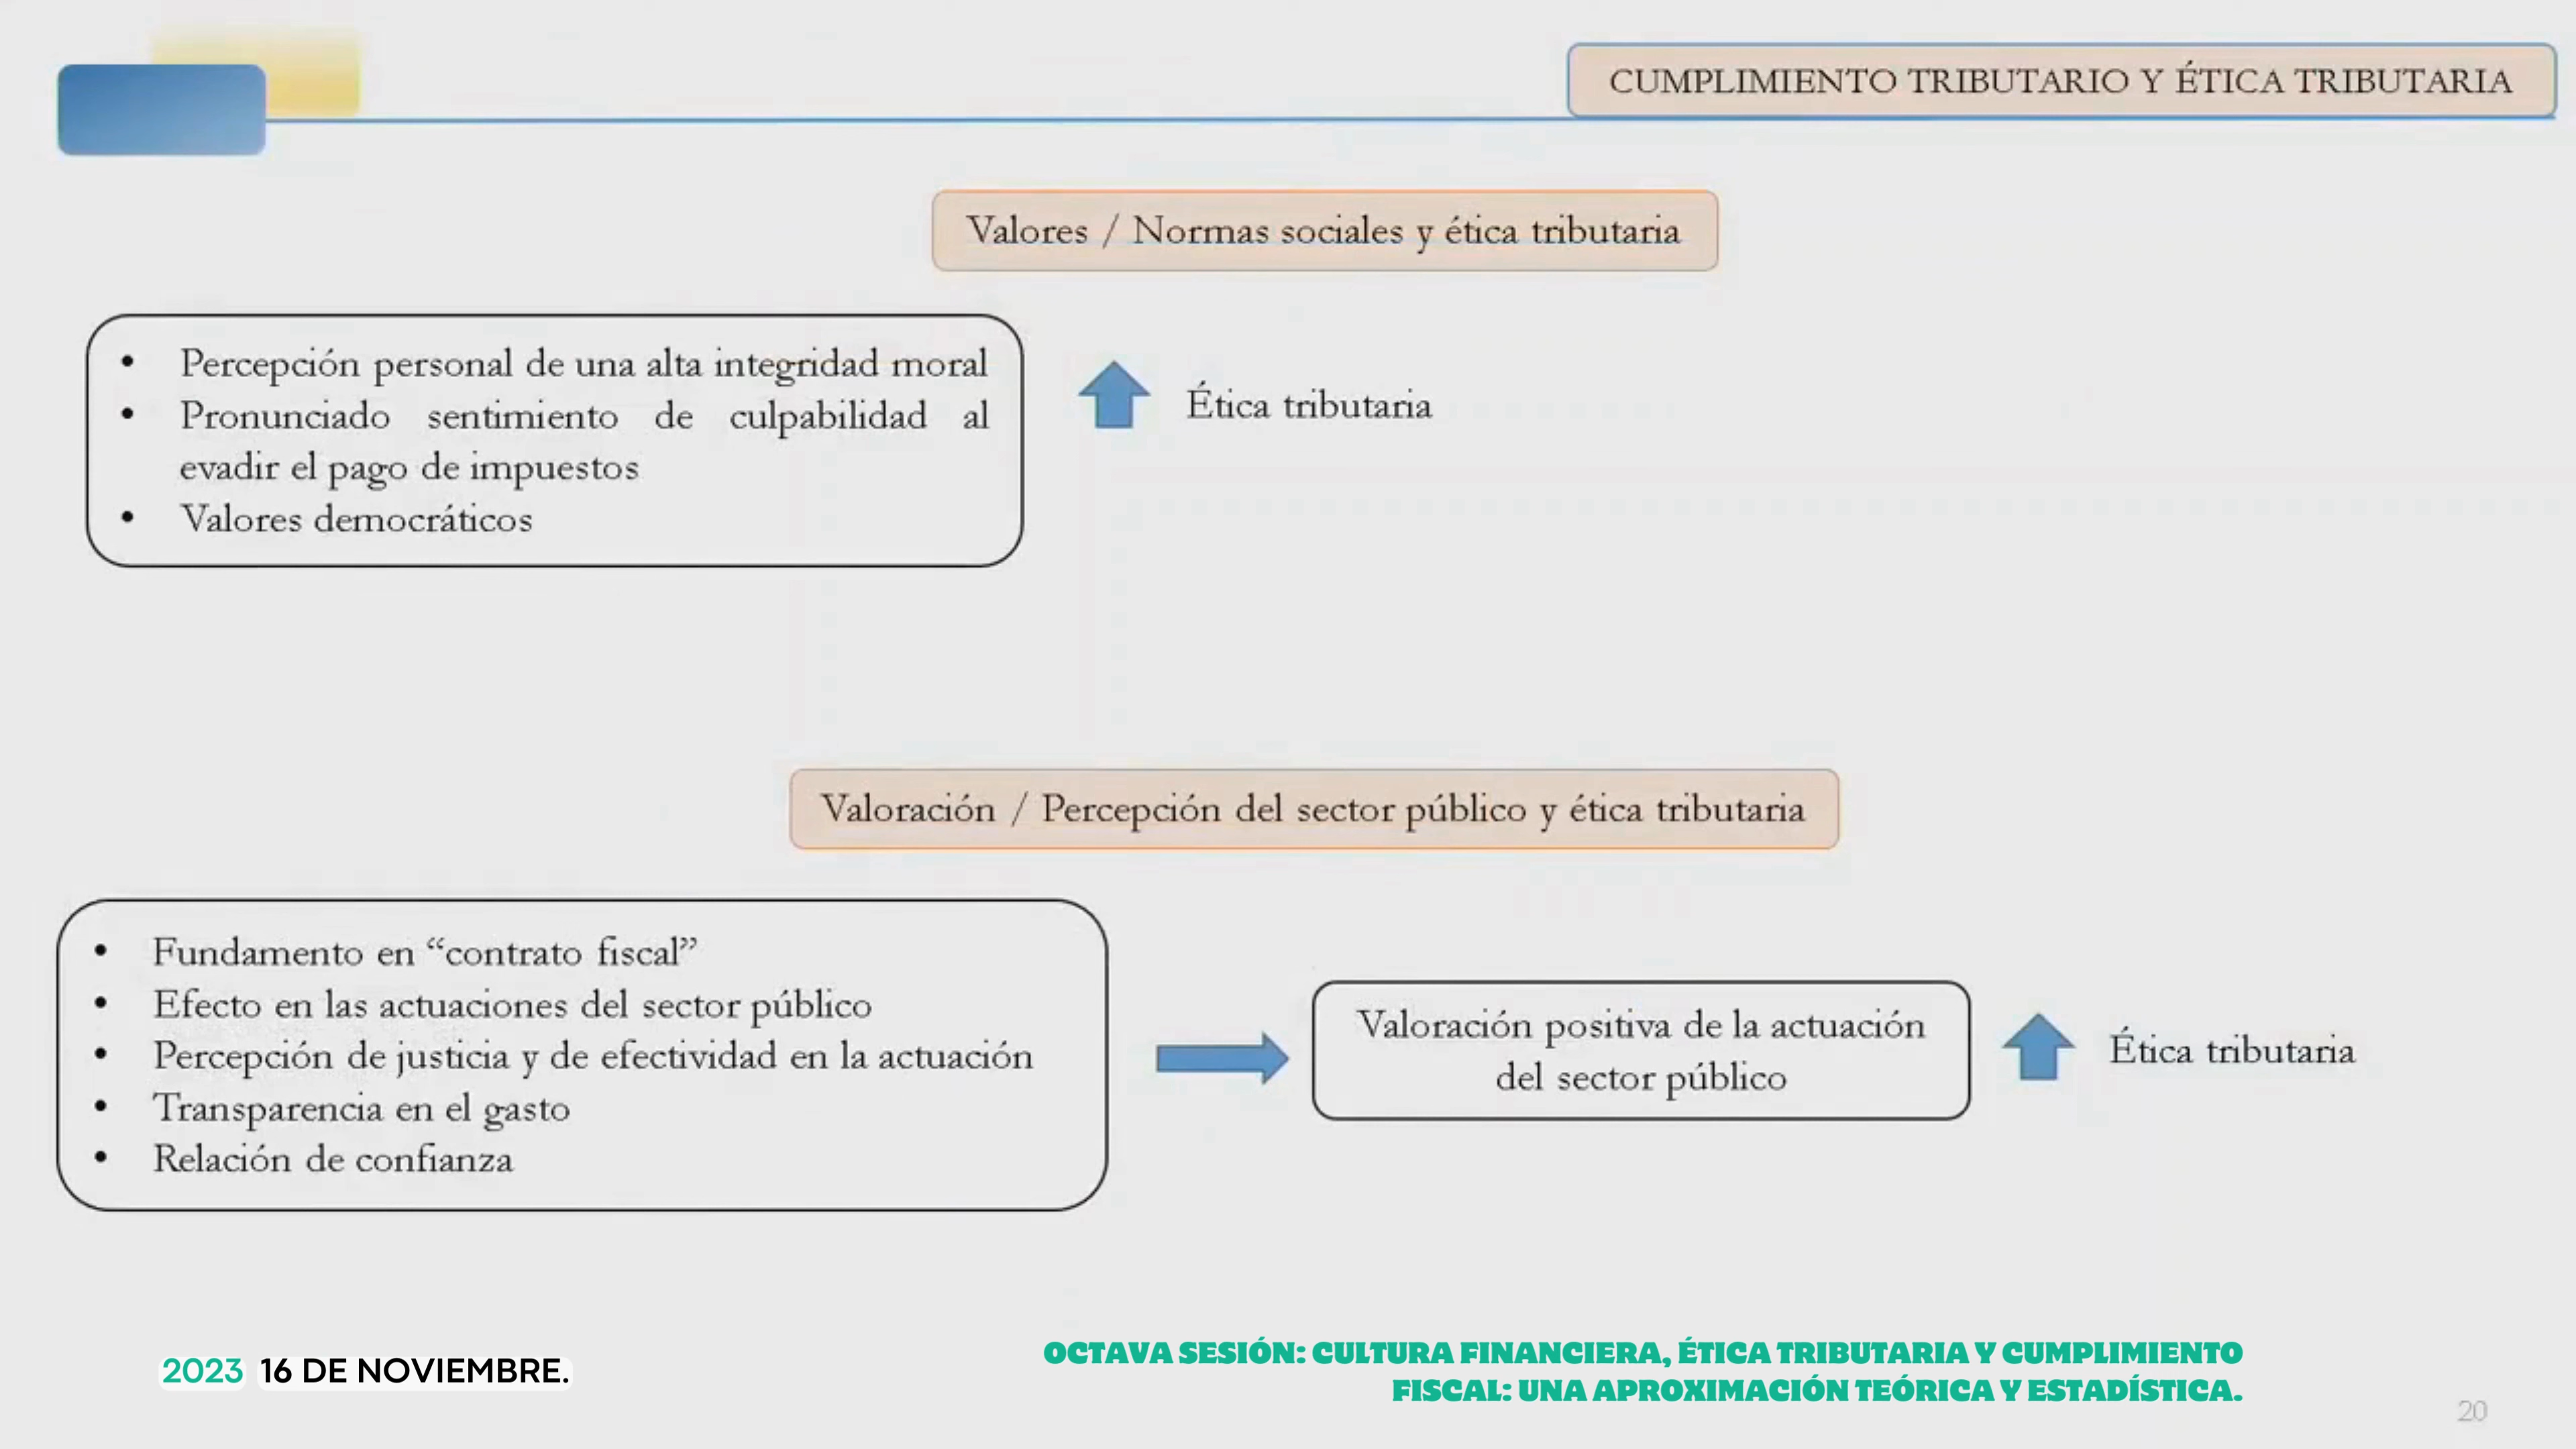 CUMPLIMIENTO TRIBUTARIO Y ÉTICA TRIBUTARIA
Valores / Normas sociales y ética tributaria
• Percepción personal de una alta integridad moral
• Pronunciado sentimiento de culpabilidad al
evadir el pago de impuestos
• Valores democráticos
Ética tributaria
Valoración / Percepción del sector público y ética tributaria
• Fundamento en “contrato fiscal”
• Efecto en las actuaciones del sector público
• Percepción de justicia y de efectividad en la actuación
• Transparencia en el gasto
• Relación de confianza
Valoración positiva de la actuación
del sector público
Ética tributaria
2023 16 DE NOVIEMBRE.
OCTAVA SESIÓN: CULTURA FINANCIERA, ÉTICA TRIBUTARIA Y CUMPLIMIENTO
FISCAL: UNA APROXIMACIÓN TEÓRICA Y ESTADÍSTICA.
20